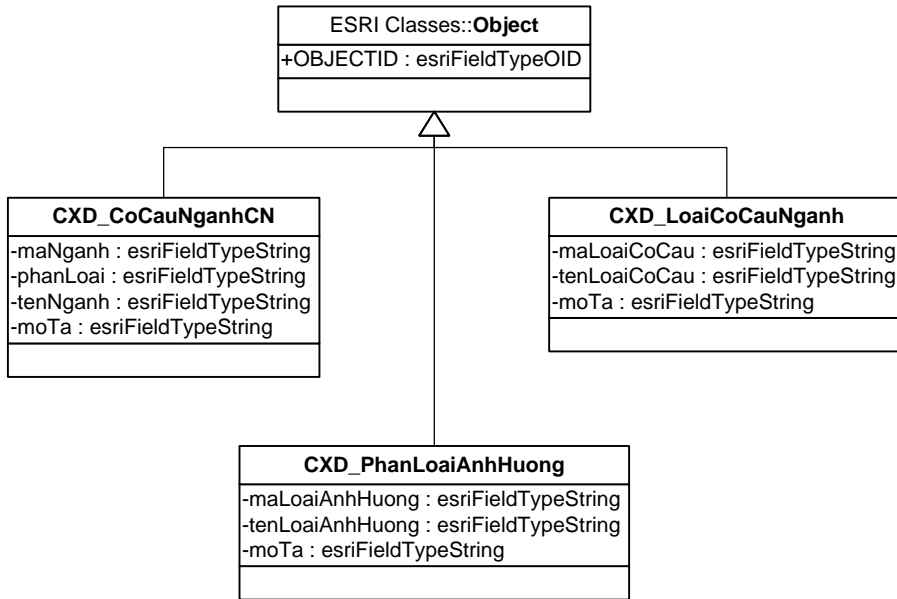 ESRI Classes::Object
+OBJECTID : esriFieldTypeOID
CXD_CoCauNganhCN
-maNganh : esriFieldTypeString
-phanLoai : esriFieldTypeString
-tenNganh : esriFieldTypeString
-moTa : esriFieldTypeString
CXD_LoaiCoCauNganh
-maLoaiCoCau : esriFieldTypeString
-tenLoaiCoCau : esriFieldTypeString
-moTa : esriFieldTypeString
CXD_PhanLoaiAnhHuong
-maLoaiAnhHuong : esriFieldTypeString
-tenLoaiAnhHuong : esriFieldTypeString
-moTa : esriFieldTypeString